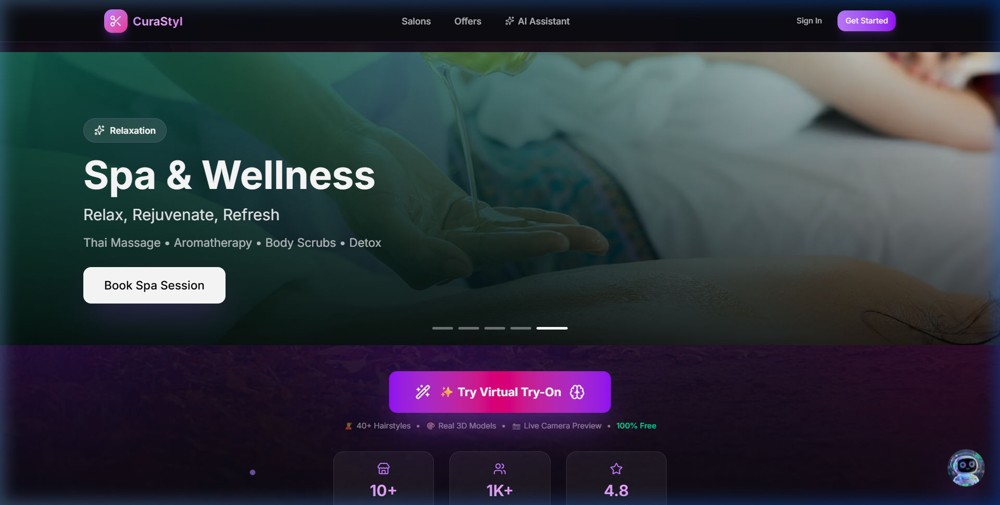 CuraStyl
Salons
Offers
AI Assistant
Sign In
Get Started
Relaxation
Spa & Wellness
Relax, Rejuvenate, Refresh
Thai Massage • Aromatherapy • Body Scrubs • Detox
Book Spa Session
✨ Try Virtual Try-On
40+ Hairstyles • Real 3D Models • Live Camera Preview • 100% Free
10+
1K+
4.8